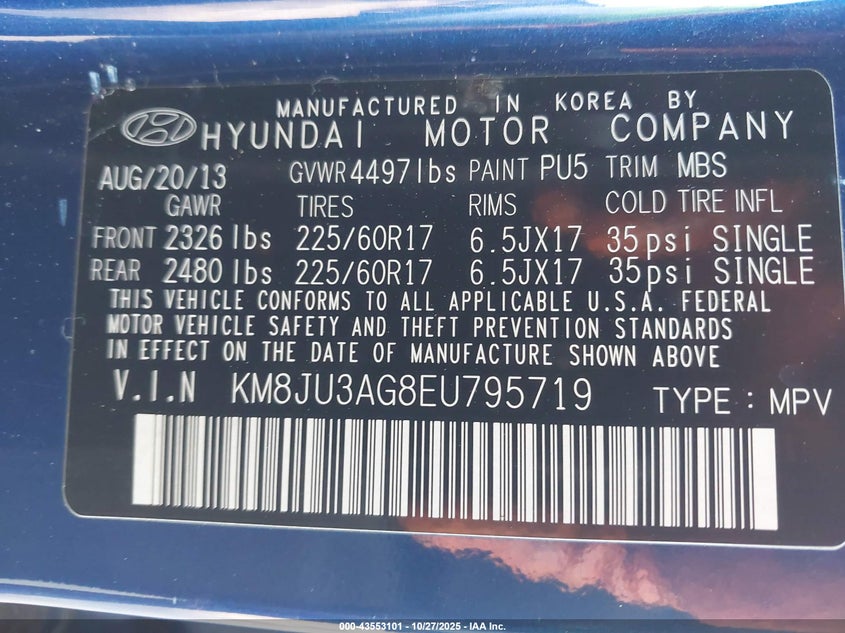 MANUFACTURED IN KOREA BY
HYUNDAI MOTOR COMPANY
AUG/20/13 GVWR 4497lbs PAINT PU5 TRIM MBS
GAWR TIRES RIMS COLD TIRE INFL
FRONT 2326 lbs 225/60R17 6.5JX17 35psi SINGLE
REAR 2480 lbs 225/60R17 6.5JX17 35psi SINGLE
THIS VEHICLE CONFORMS TO ALL APPLICABLE U.S.A. FEDERAL
MOTOR VEHICLE SAFETY AND THEFT PREVENTION STANDARDS
IN EFFECT ON THE DATE OF MANUFACTURE SHOWN ABOVE
V.I.N KM8JU3AG8EU795719 TYPE : MPV
000-43553101 - 10/27/2025 - IAA Inc.